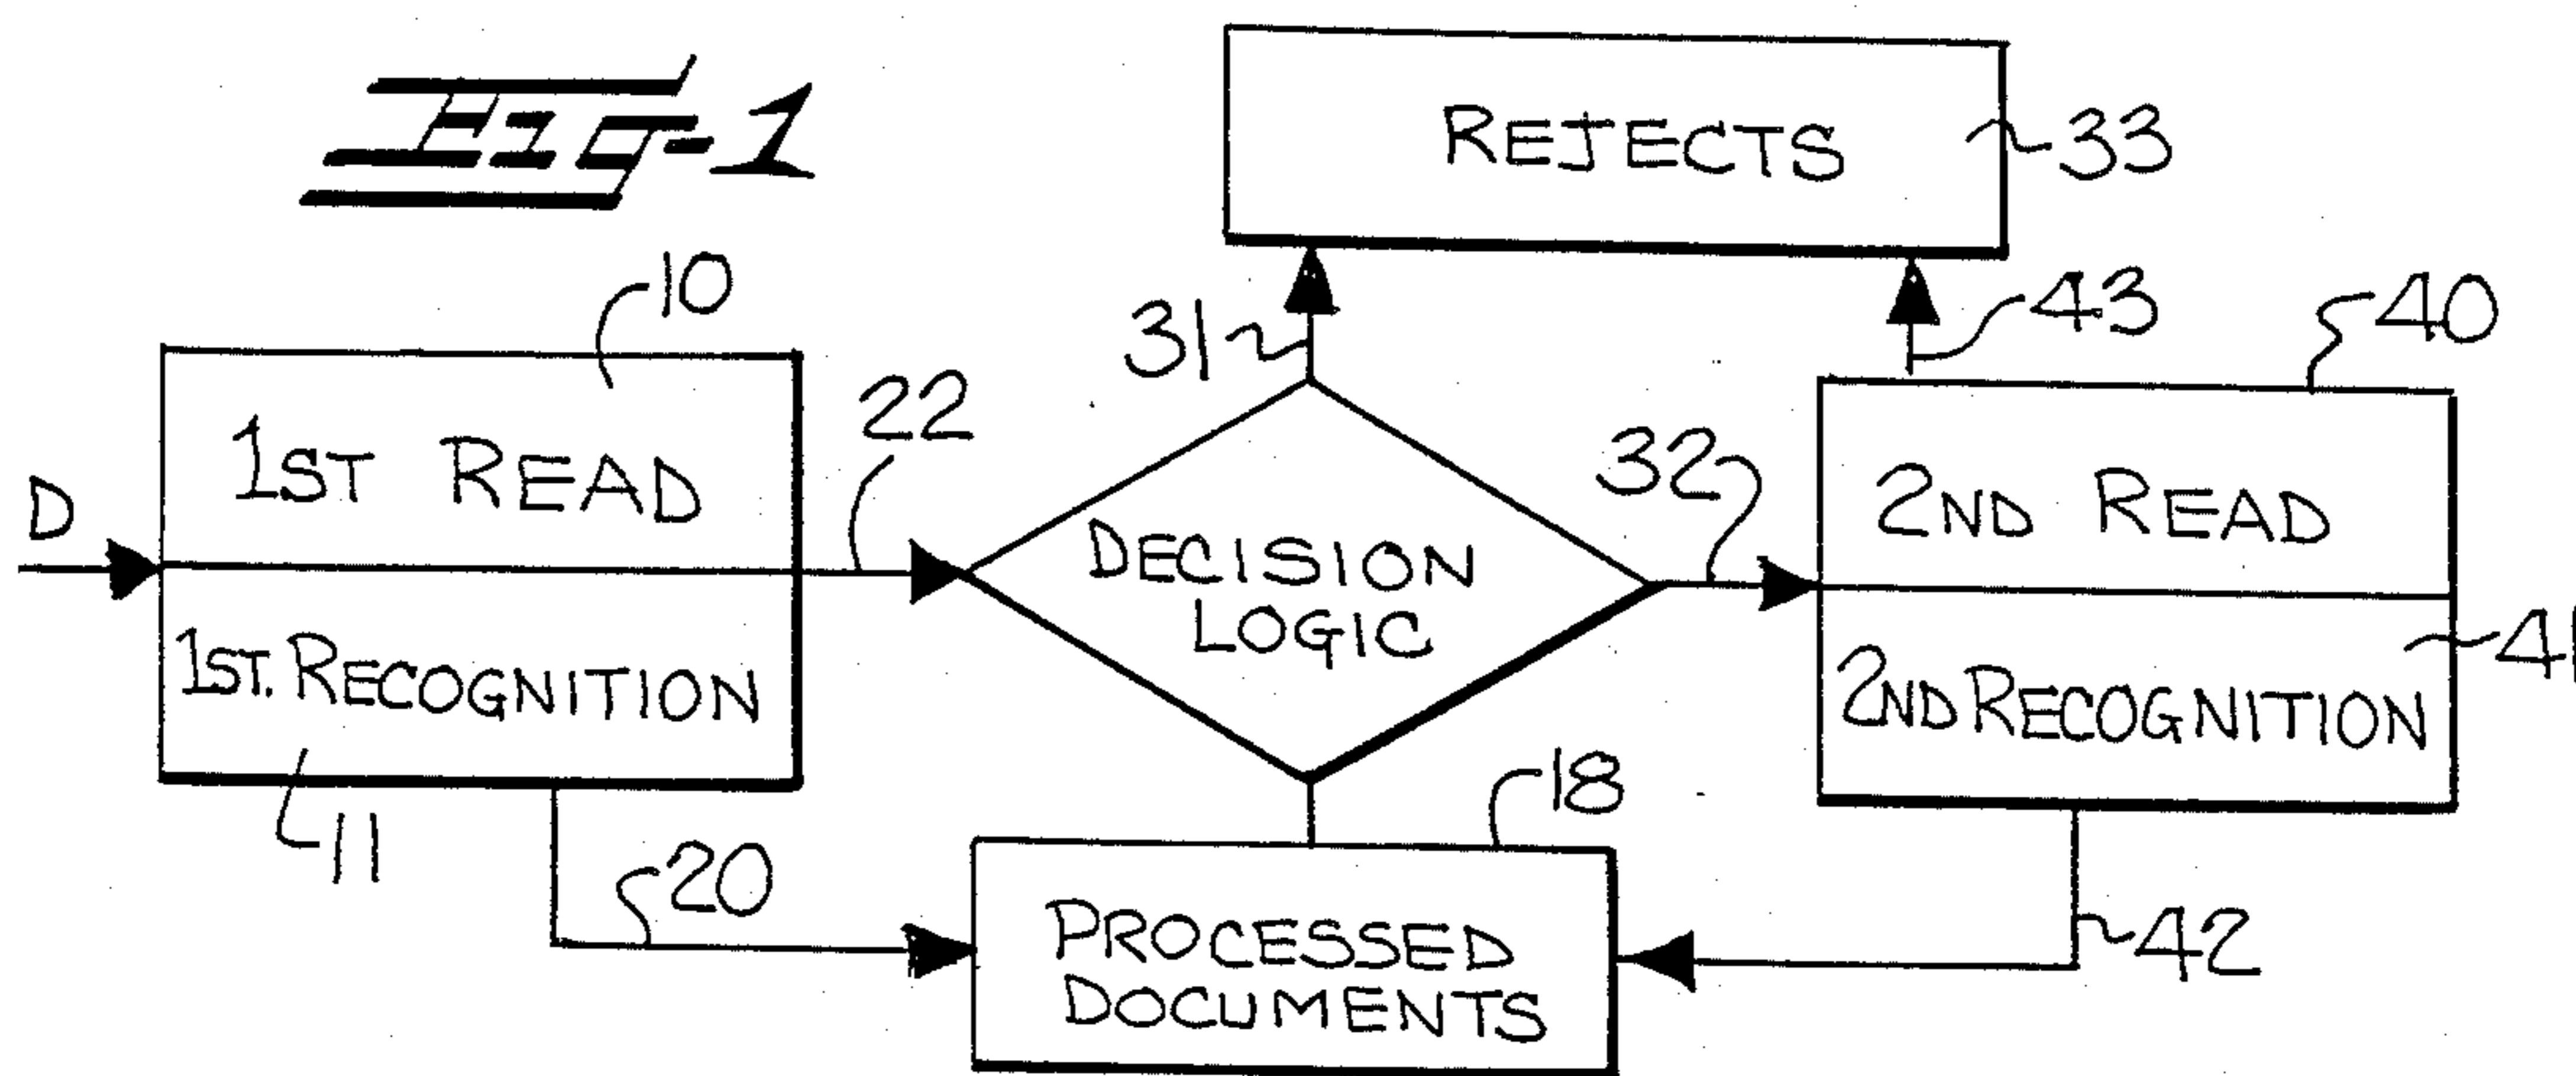 Fig-1
REJECTS
33
10
31
43
40
22
1ST READ
D
32
2ND READ
DECISION
LOGIC
1ST. RECOGNITION
2ND RECOGNITION
41
11
18
20
PROCESSED
DOCUMENTS
42